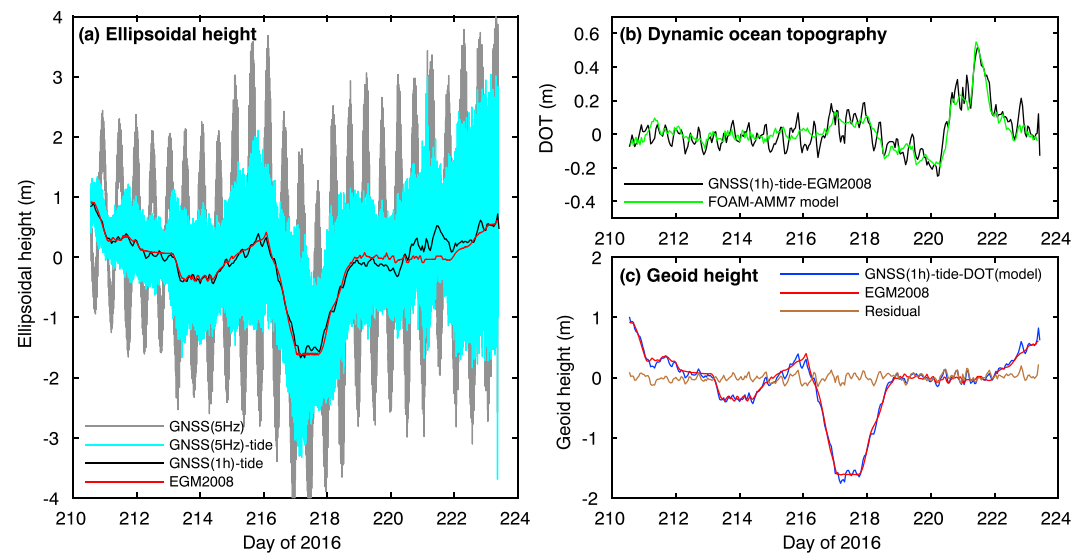 (a) Ellipsoidal height
Ellipsoidal height (m)
4
3
2
1
0
-1
-2
-3
-4
GNSS(5Hz)
GNSS(5Hz)-tide
GNSS(1h)-tide
EGM2008
210 212 214 216 218 220 222 224
Day of 2016
(b) Dynamic ocean topography
DOT (m)
0.6
0.4
0.2
0
-0.2
-0.4
GNSS(1h)-tide-EGM2008
FOAM-AMM7 model
210 212 214 216 218 220 222 224
(c) Geoid height
Geoid height (m)
2
1
0
-1
-2
GNSS(1h)-tide-DOT(model)
EGM2008
Residual
210 212 214 216 218 220 222 224
Day of 2016